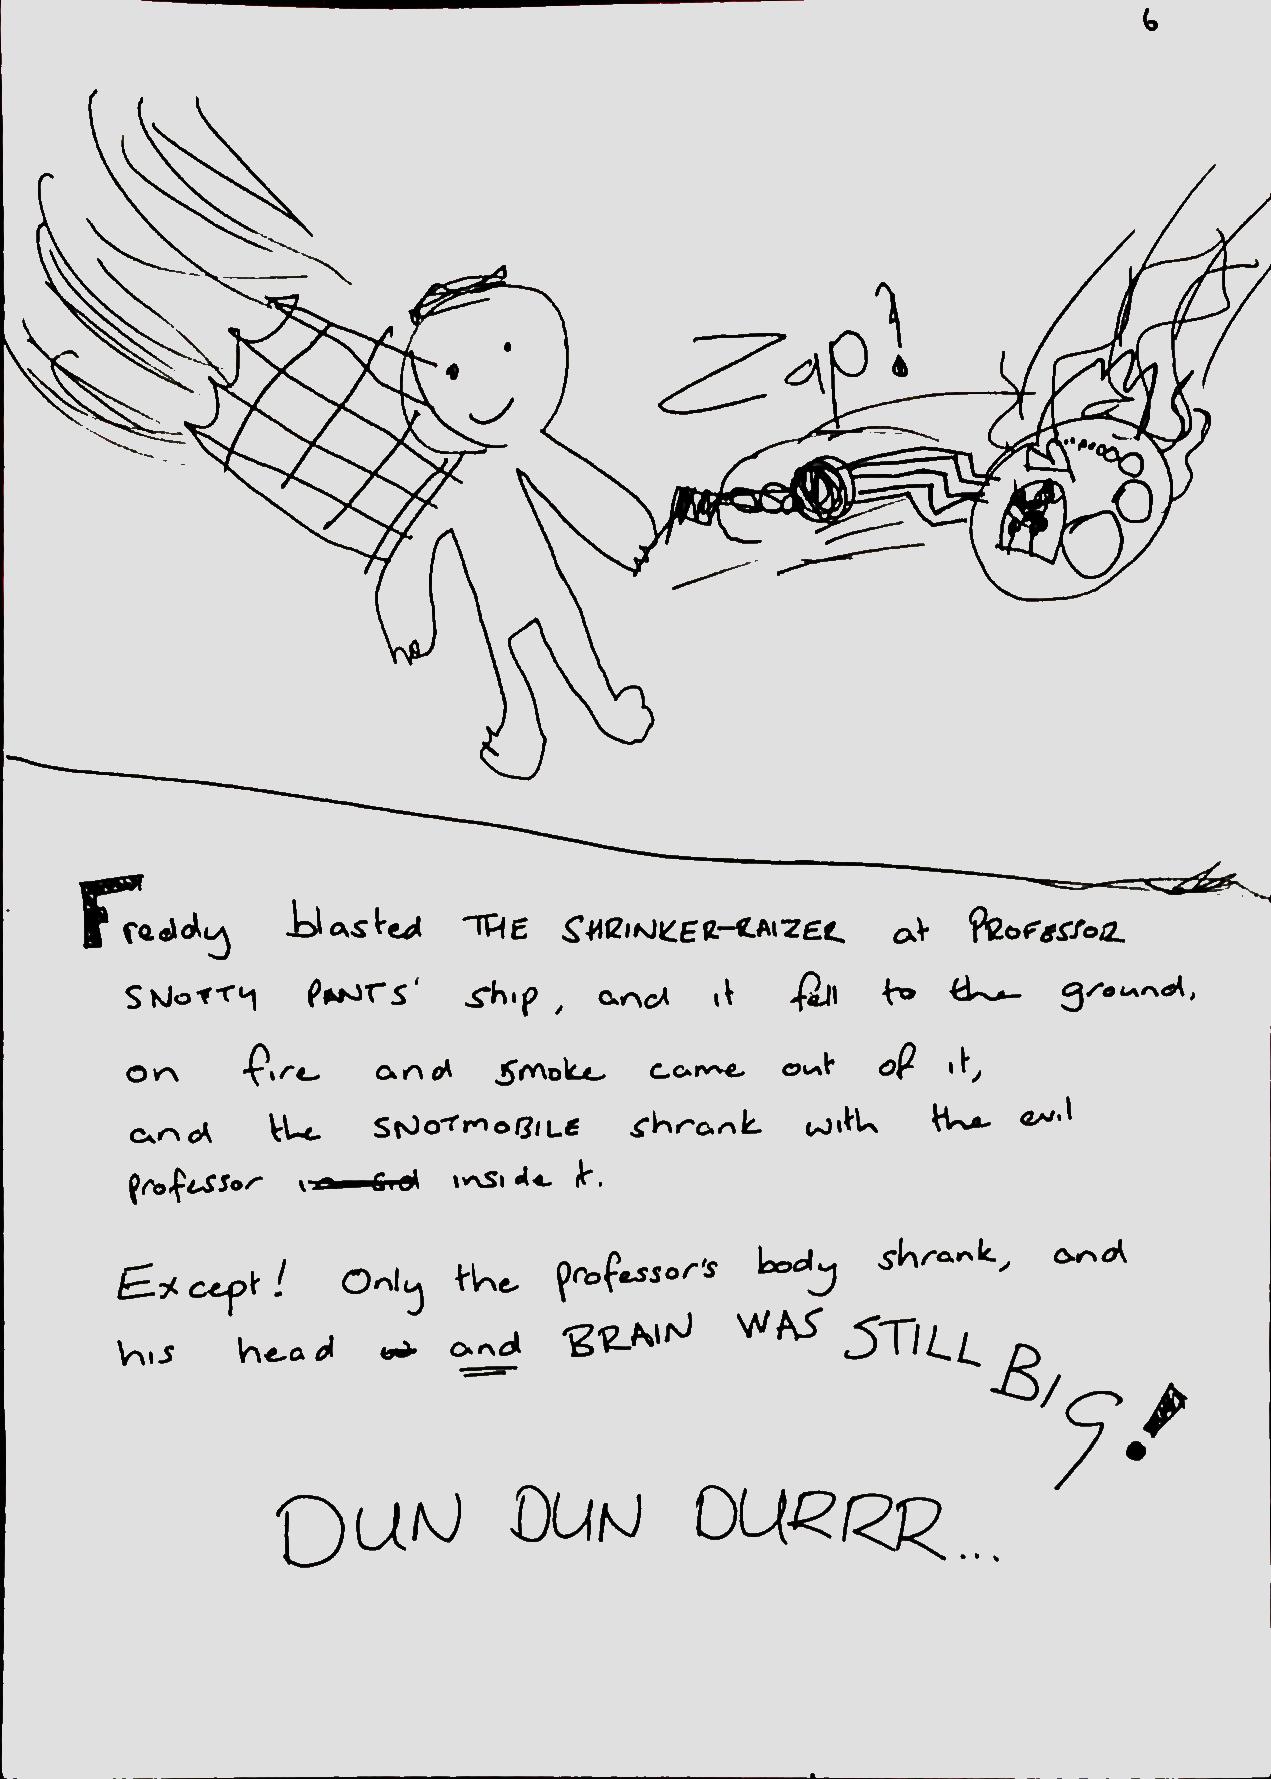 6
Zap!
Freddy blasted THE SHRINKER-RAIZER at PROFESSOR
SNOTTY PANTS' ship, and it fell to the ground,
on fire and smoke came out of it,
and the SNOTMOBILE shrank with the evil
professor inside it.
Except! Only the professor's body shrank, and
his head and BRAIN WAS STILL BIG!
DUN DUN DURRR...